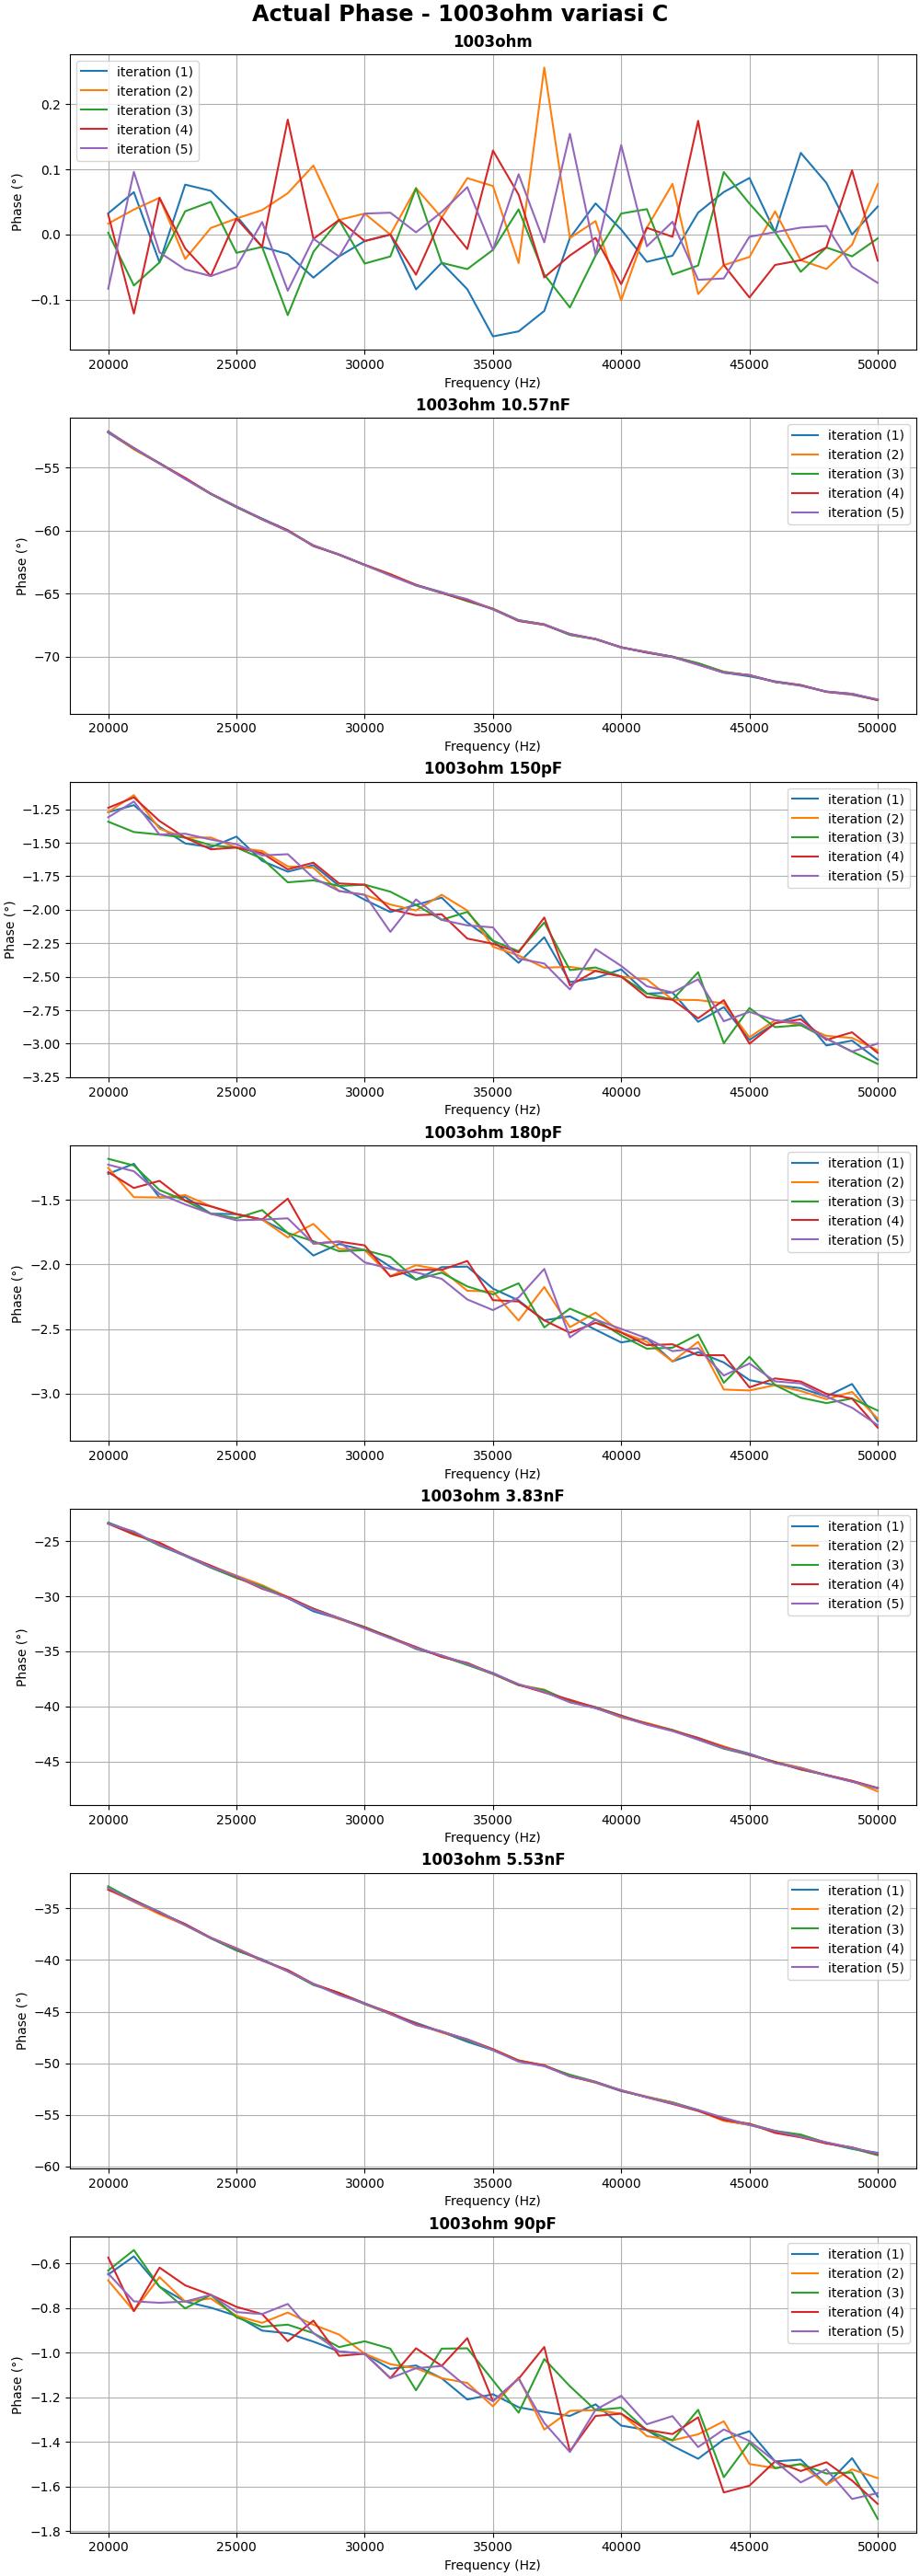 Actual Phase - 1003ohm variasi C
1003ohm
iteration (1)
iteration (2)
iteration (3)
iteration (4)
iteration (5)
0.2
0.1
0.0
−0.1
Phase (°)
20000 25000 30000 35000 40000 45000 50000
Frequency (Hz)
1003ohm 10.57nF
iteration (1)
iteration (2)
iteration (3)
iteration (4)
iteration (5)
−55
−60
−65
−70
Phase (°)
20000 25000 30000 35000 40000 45000 50000
Frequency (Hz)
1003ohm 150pF
iteration (1)
iteration (2)
iteration (3)
iteration (4)
iteration (5)
−1.25
−1.50
−1.75
−2.00
−2.25
−2.50
−2.75
−3.00
−3.25
Phase (°)
20000 25000 30000 35000 40000 45000 50000
Frequency (Hz)
1003ohm 180pF
iteration (1)
iteration (2)
iteration (3)
iteration (4)
iteration (5)
−1.5
−2.0
−2.5
−3.0
Phase (°)
20000 25000 30000 35000 40000 45000 50000
Frequency (Hz)
1003ohm 3.83nF
iteration (1)
iteration (2)
iteration (3)
iteration (4)
iteration (5)
−25
−30
−35
−40
−45
Phase (°)
20000 25000 30000 35000 40000 45000 50000
Frequency (Hz)
1003ohm 5.53nF
iteration (1)
iteration (2)
iteration (3)
iteration (4)
iteration (5)
−35
−40
−45
−50
−55
−60
Phase (°)
20000 25000 30000 35000 40000 45000 50000
Frequency (Hz)
1003ohm 90pF
iteration (1)
iteration (2)
iteration (3)
iteration (4)
iteration (5)
−0.6
−0.8
−1.0
−1.2
−1.4
−1.6
−1.8
Phase (°)
20000 25000 30000 35000 40000 45000 50000
Frequency (Hz)